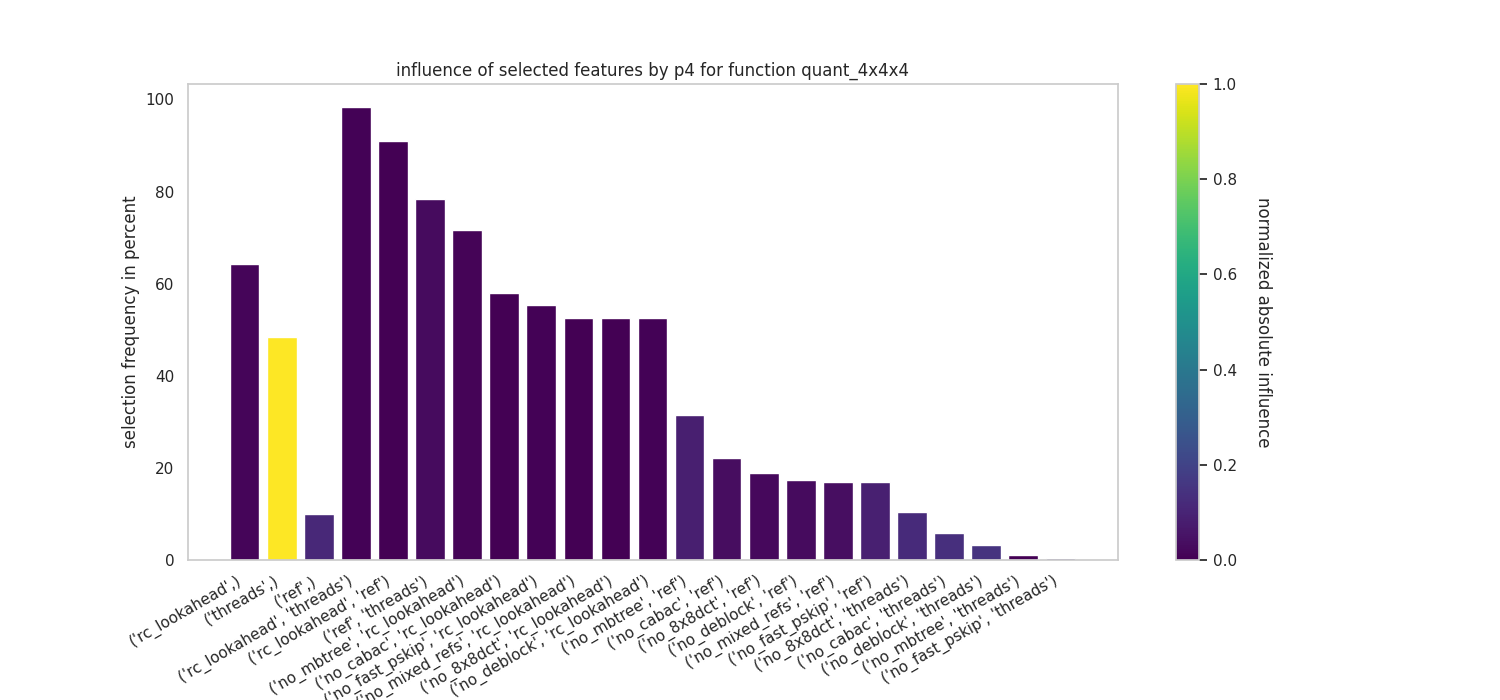 influence of selected features by p4 for function quant_4x4x4
selection frequency in percent
100
80
60
40
20
0
('rc_lookahead',)
('threads',)
('ref',)
('rc_lookahead', 'threads')
('rc_lookahead', 'ref')
('ref', 'threads')
('no_mbtree', 'rc_lookahead')
('no_cabac', 'rc_lookahead')
('no_fast_pskip', 'rc_lookahead')
('no_mixed_refs', 'rc_lookahead')
('no_8x8dct', 'rc_lookahead')
('no_deblock', 'rc_lookahead')
('no_mbtree', 'ref')
('no_cabac', 'ref')
('no_8x8dct', 'ref')
('no_deblock', 'ref')
('no_mixed_refs', 'ref')
('no_fast_pskip', 'ref')
('no_8x8dct', 'threads')
('no_cabac', 'threads')
('no_deblock', 'threads')
('no_mbtree', 'threads')
('no_fast_pskip', 'threads')
1.0
0.8
0.6
0.4
0.2
0.0
normalized absolute influence